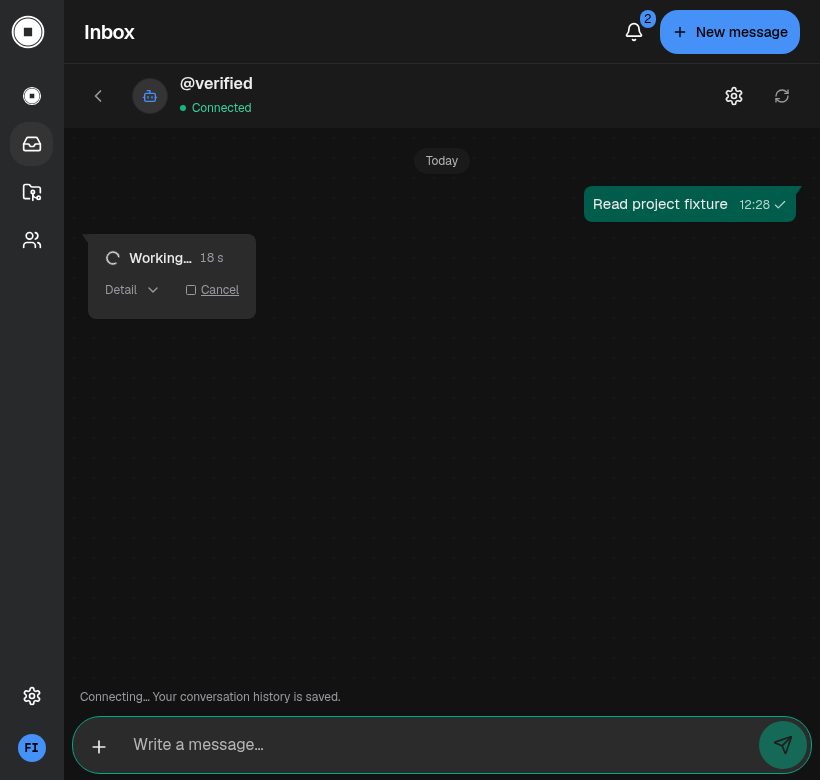 Inbox
2
New message
@verified
Connected
Today
Read project fixture 12:28
Working... 18 s
Detail Cancel
Connecting... Your conversation history is saved.
Write a message...
FI